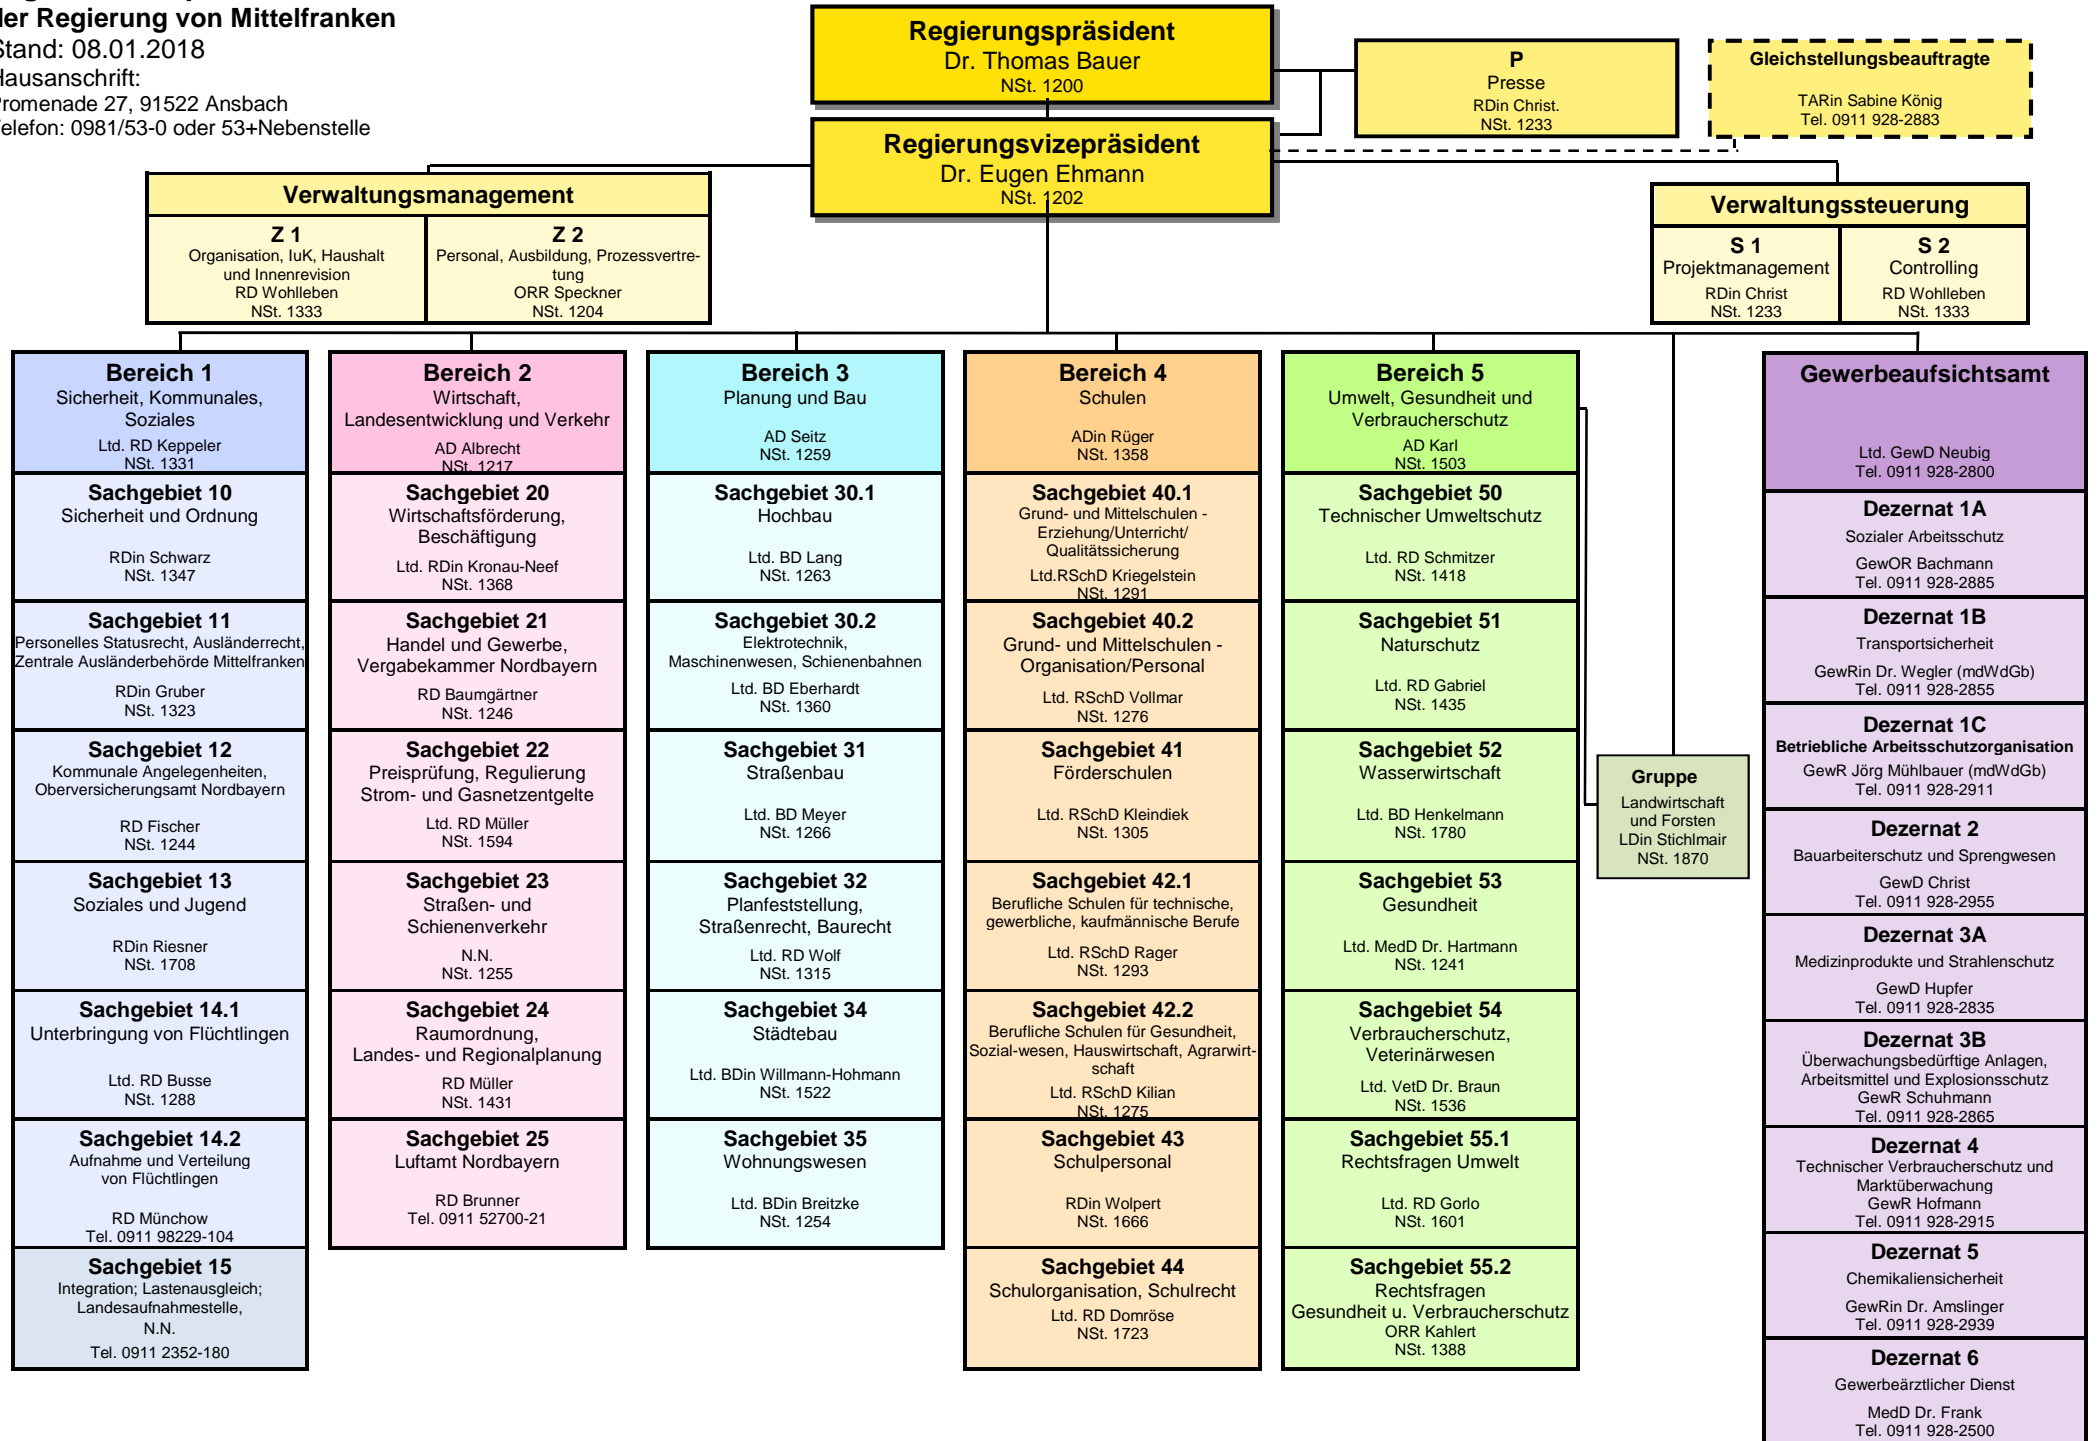 der Regierung von Mittelfranken
Stand: 08.01.2018
Hausanschrift:
Promenade 27, 91522 Ansbach
Telefon: 0981/53-0 oder 53+Nebenstelle
Regierungspräsident
Dr. Thomas Bauer
NSt. 1200
P
Presse
RDin Christ.
NSt. 1233
Gleichstellungsbeauftragte
TARin Sabine König
Tel. 0911 928-2883
Regierungsvizepräsident
Dr. Eugen Ehmann
NSt. 1202
Verwaltungsmanagement
Z 1
Organisation, IuK, Haushalt
und Innenrevision
RD Wohlleben
NSt. 1333
Z 2
Personal, Ausbildung, Prozessvertre-
tung
ORR Speckner
NSt. 1204
Verwaltungssteuerung
S 1
Projektmanagement
RDin Christ
NSt. 1233
S 2
Controlling
RD Wohlleben
NSt. 1333
Bereich 1
Sicherheit, Kommunales,
Soziales
Ltd. RD Keppeler
NSt. 1331
Sachgebiet 10
Sicherheit und Ordnung
RDin Schwarz
NSt. 1347
Sachgebiet 11
Personelles Statusrecht, Ausländerrecht,
Zentrale Ausländerbehörde Mittelfranken
RDin Gruber
NSt. 1323
Sachgebiet 12
Kommunale Angelegenheiten,
Oberversicherungsamt Nordbayern
RD Fischer
NSt. 1244
Sachgebiet 13
Soziales und Jugend
RDin Riesner
NSt. 1708
Sachgebiet 14.1
Unterbringung von Flüchtlingen
Ltd. RD Busse
NSt. 1288
Sachgebiet 14.2
Aufnahme und Verteilung
von Flüchtlingen
RD Münchow
Tel. 0911 98229-104
Sachgebiet 15
Integration; Lastenausgleich;
Landesaufnahmestelle,
N.N.
Tel. 0911 2352-180
Bereich 2
Wirtschaft,
Landesentwicklung und Verkehr
AD Albrecht
NSt. 1217
Sachgebiet 20
Wirtschaftsförderung,
Beschäftigung
Ltd. RDin Kronau-Neef
NSt. 1368
Sachgebiet 21
Handel und Gewerbe,
Vergabekammer Nordbayern
RD Baumgärtner
NSt. 1246
Sachgebiet 22
Preisprüfung, Regulierung
Strom- und Gasnetzentgelte
Ltd. RD Müller
NSt. 1594
Sachgebiet 23
Straßen- und
Schienenverkehr
N.N.
NSt. 1255
Sachgebiet 24
Raumordnung,
Landes- und Regionalplanung
RD Müller
NSt. 1431
Sachgebiet 25
Luftamt Nordbayern
RD Brunner
Tel. 0911 52700-21
Bereich 3
Planung und Bau
AD Seitz
NSt. 1259
Sachgebiet 30.1
Hochbau
Ltd. BD Lang
NSt. 1263
Sachgebiet 30.2
Elektrotechnik,
Maschinenwesen, Schienenbahnen
Ltd. BD Eberhardt
NSt. 1360
Sachgebiet 31
Straßenbau
Ltd. BD Meyer
NSt. 1266
Sachgebiet 32
Planfeststellung,
Straßenrecht, Baurecht
Ltd. RD Wolf
NSt. 1315
Sachgebiet 34
Städtebau
Ltd. BDin Willmann-Hohmann
NSt. 1522
Sachgebiet 35
Wohnungswesen
Ltd. BDin Breitzke
NSt. 1254
Bereich 4
Schulen
ADin Rüger
NSt. 1358
Sachgebiet 40.1
Grund- und Mittelschulen -
Erziehung/Unterricht/
Qualitätssicherung
Ltd.RSchD Kriegelstein
NSt. 1291
Sachgebiet 40.2
Grund- und Mittelschulen -
Organisation/Personal
Ltd. RSchD Vollmar
NSt. 1276
Sachgebiet 41
Förderschulen
Ltd. RSchD Kleindiek
NSt. 1305
Sachgebiet 42.1
Berufliche Schulen für technische,
gewerbliche, kaufmännische Berufe
Ltd. RSchD Rager
NSt. 1293
Sachgebiet 42.2
Berufliche Schulen für Gesundheit,
Sozial-wesen, Hauswirtschaft, Agrarwirt-
schaft
Ltd. RSchD Kilian
NSt. 1275
Sachgebiet 43
Schulpersonal
RDin Wolpert
NSt. 1666
Sachgebiet 44
Schulorganisation, Schulrecht
Ltd. RD Domröse
NSt. 1723
Bereich 5
Umwelt, Gesundheit und
Verbraucherschutz
AD Karl
NSt. 1503
Sachgebiet 50
Technischer Umweltschutz
Ltd. RD Schmitzer
NSt. 1418
Sachgebiet 51
Naturschutz
Ltd. RD Gabriel
NSt. 1435
Sachgebiet 52
Wasserwirtschaft
Ltd. BD Henkelmann
NSt. 1780
Sachgebiet 53
Gesundheit
Ltd. MedD Dr. Hartmann
NSt. 1241
Sachgebiet 54
Verbraucherschutz,
Veterinärwesen
Ltd. VetD Dr. Braun
NSt. 1536
Sachgebiet 55.1
Rechtsfragen Umwelt
Ltd. RD Gorlo
NSt. 1601
Sachgebiet 55.2
Rechtsfragen
Gesundheit u. Verbraucherschutz
ORR Kahlert
NSt. 1388
Gruppe
Landwirtschaft
und Forsten
LDin Stichlmair
NSt. 1870
Gewerbeaufsichtsamt
Ltd. GewD Neubig
Tel. 0911 928-2800
Dezernat 1A
Sozialer Arbeitsschutz
GewOR Bachmann
Tel. 0911 928-2885
Dezernat 1B
Transportsicherheit
GewRin Dr. Wegler (mdWdGb)
Tel. 0911 928-2855
Dezernat 1C
Betriebliche Arbeitsschutzorganisation
GewR Jörg Mühlbauer (mdWdGb)
Tel. 0911 928-2911
Dezernat 2
Bauarbeiterschutz und Sprengwesen
GewD Christ
Tel. 0911 928-2955
Dezernat 3A
Medizinprodukte und Strahlenschutz
GewD Hupfer
Tel. 0911 928-2835
Dezernat 3B
Überwachungsbedürftige Anlagen,
Arbeitsmittel und Explosionsschutz
GewR Schuhmann
Tel. 0911 928-2865
Dezernat 4
Technischer Verbraucherschutz und
Marktüberwachung
GewR Hofmann
Tel. 0911 928-2915
Dezernat 5
Chemikaliensicherheit
GewRin Dr. Amslinger
Tel. 0911 928-2939
Dezernat 6
Gewerbeärztlicher Dienst
MedD Dr. Frank
Tel. 0911 928-2500